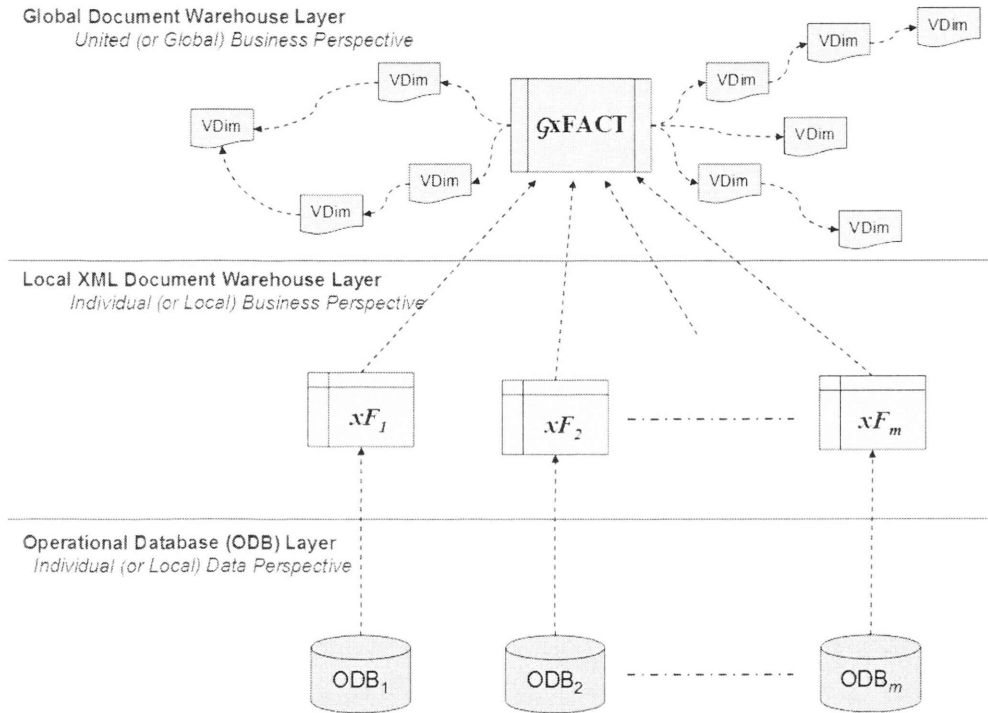 Global Document Warehouse Layer
United (or Global) Business Perspective
VDim
VDim
VDim
VDim
VDim
VDim
VDim
GxFACT
VDim
VDim
VDim
VDim
Local XML Document Warehouse Layer
Individual (or Local) Business Perspective
xF1
xF2
xFm
Operational Database (ODB) Layer
Individual (or Local) Data Perspective
ODB1
ODB2
ODBm